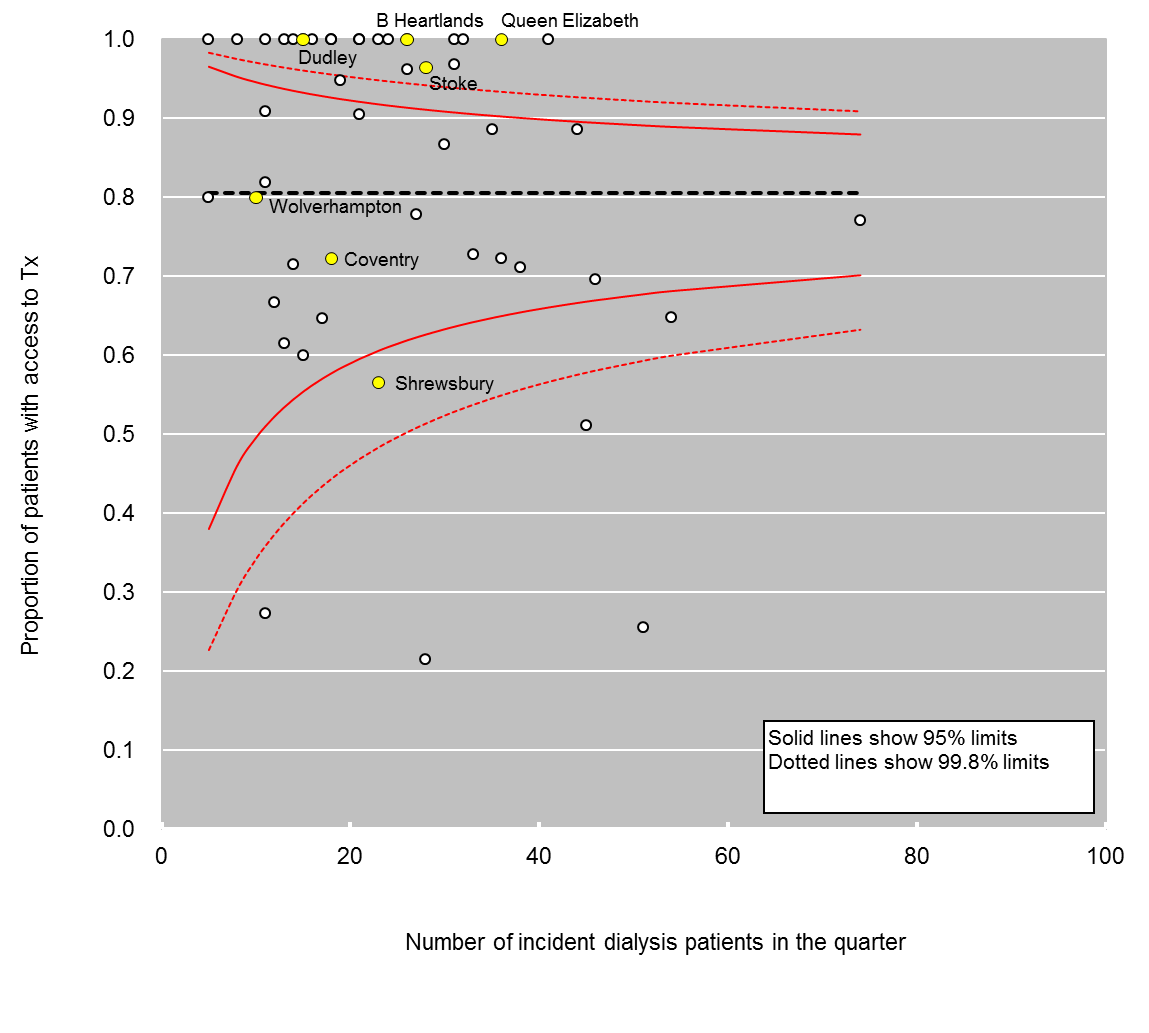 B Heartlands
Queen Elizabeth
1.0
Dudley
Stoke
0.9
0.8
Wolverhampton
Coventry
0.7
0.6
Shrewsbury
0.5
0.4
0.3
0.2
0.1
0.0
Solid lines show 95% limits
Dotted lines show 99.8% limits
0
20
40
60
80
100
Number of incident dialysis patients in the quarter
Proportion of patients with access to Tx